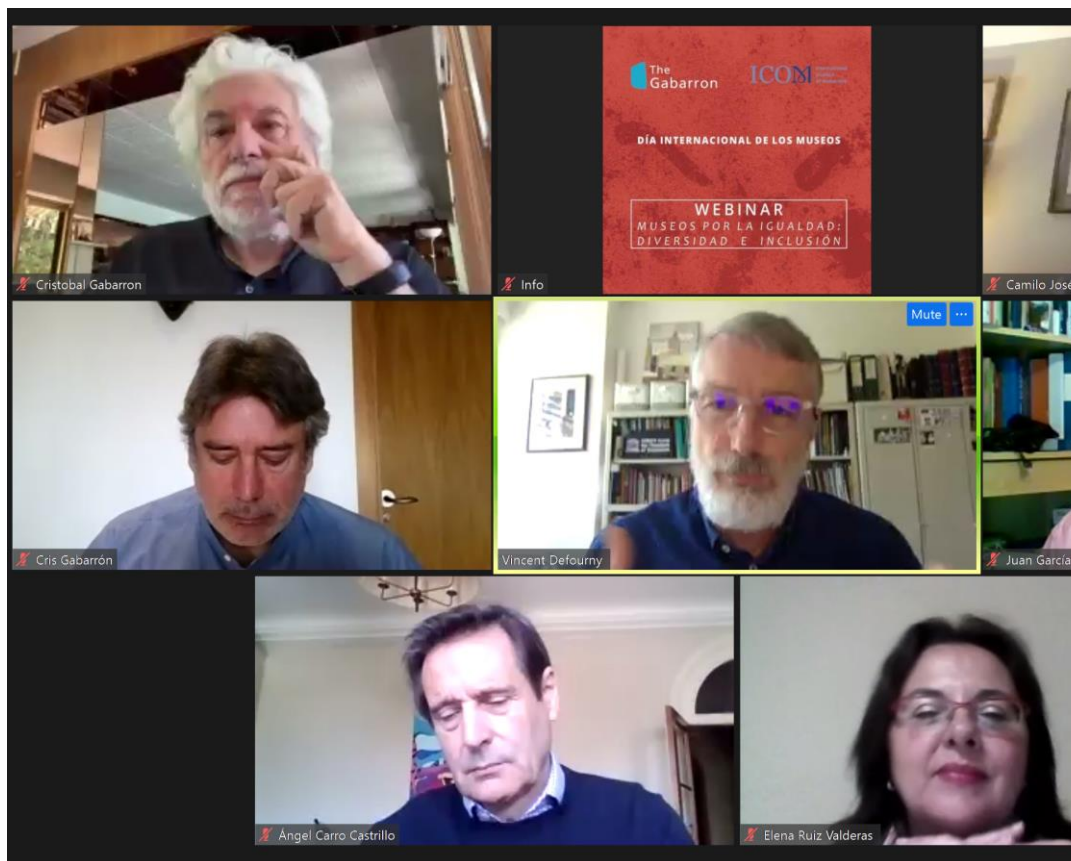 The
Gabarron
ICOM
DÍA INTERNACIONAL DE LOS MUSEOS
WEBINAR
MUSEOS POR LA IGUALDAD:
DIVERSIDAD E INCLUSIÓN
Cristobal Gabarron
Info
Camilo José
Mute
Cris Gabarrón
Vincent Defourny
Juan García
Ángel Carro Castrillo
Elena Ruiz Valderas